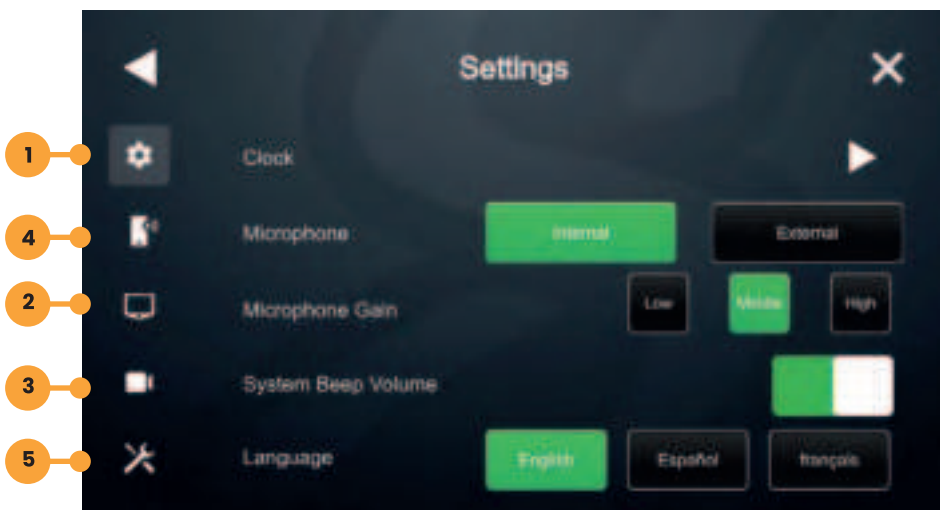 Settings
1 Clock
4 Microphone Internal External
2 Microphone Gain Low Middle High
3 System Beep Volume
5 Language English Español français